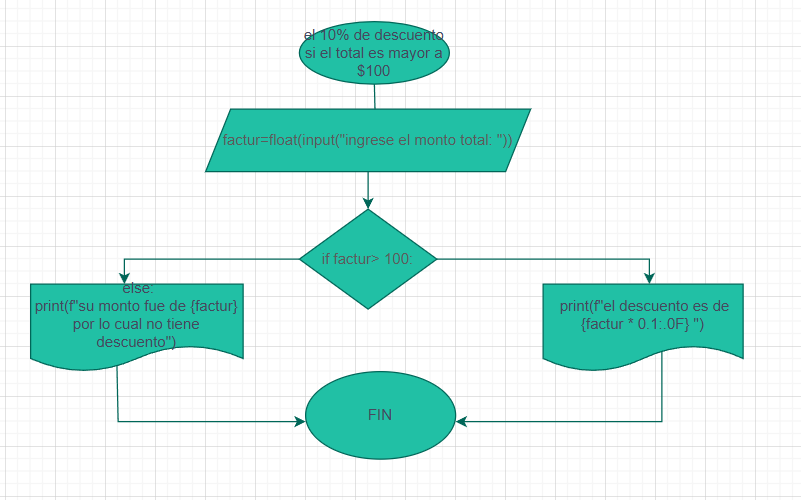 el 10% de descuento
si el total es mayor a
$100
factur=float(input("ingrese el monto total: "))
if factur> 100:
else:
print(f"su monto fue de {factur}
por lo cual no tiene
descuento")
print(f"el descuento es de
{factur * 0.1:.0F} ")
FIN